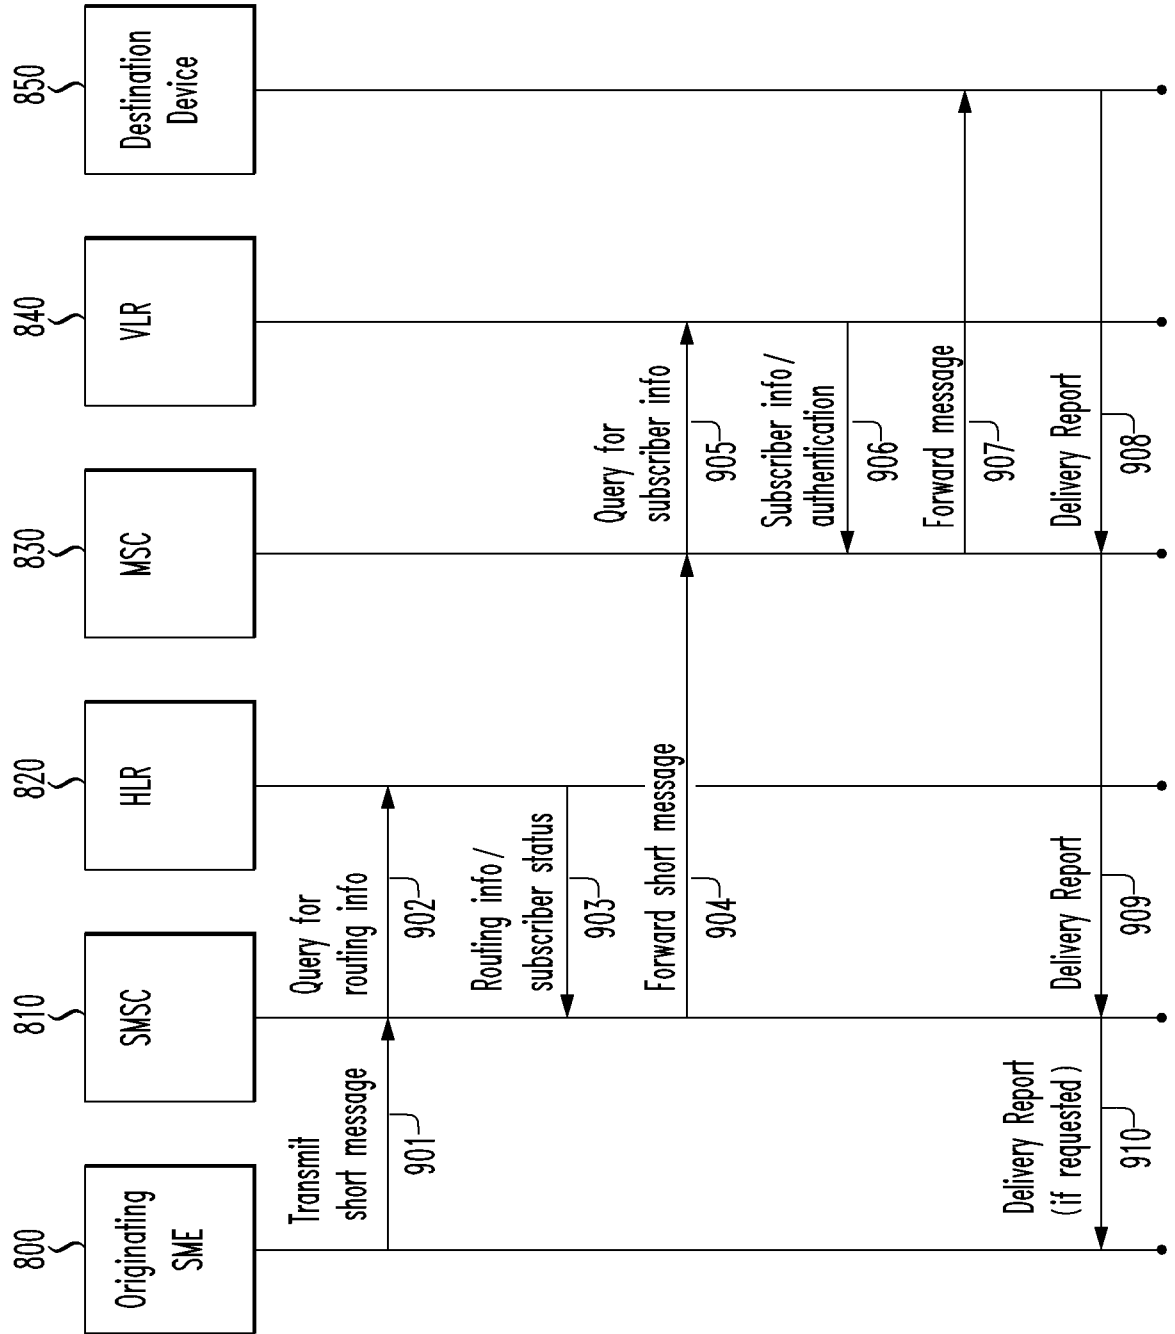 800
Originating
SME
810
SMSC
820
HLR
830
MSC
840
VLR
850
Destination
Device
Transmit
short message
901
Query for
routing info
902
Routing info/
subscriber status
903
Forward short message
904
Query for
subscriber info
905
Subscriber info/
authentication
906
Forward message
907
Delivery Report
908
Delivery Report
909
Delivery Report
(if requested)
910